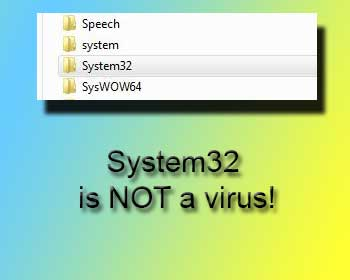 Speech
system
System32
SysWOW64
System32
is NOT a virus!